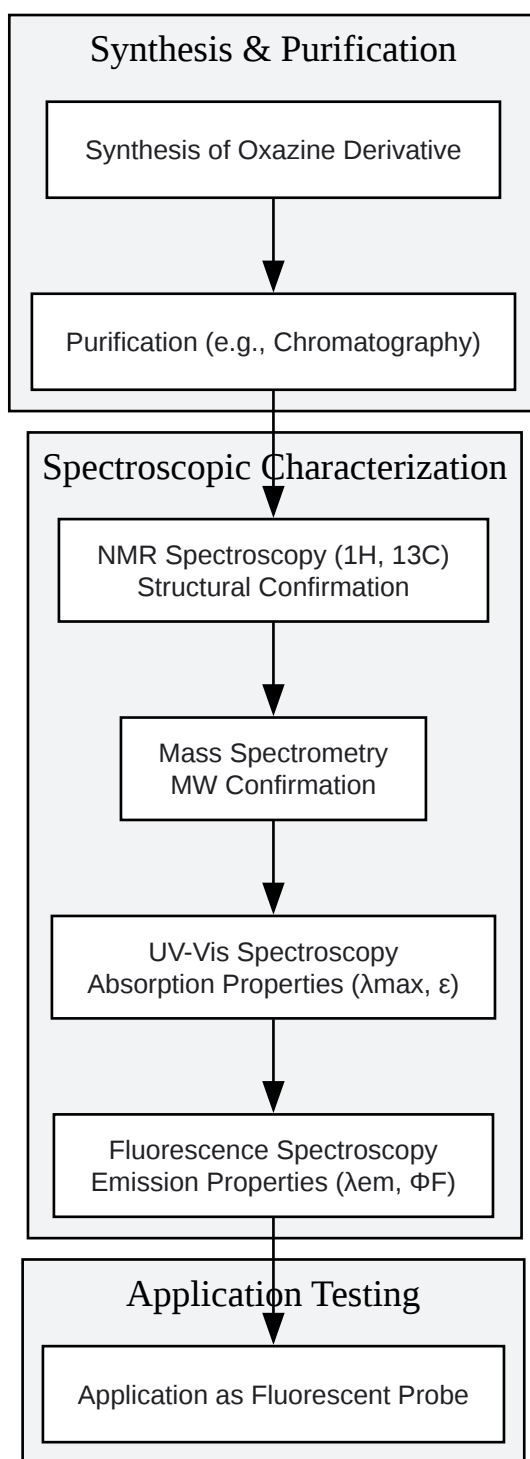 Synthesis & Purification
Synthesis of Oxazine Derivative
Purification (e.g., Chromatography)
Spectroscopic Characterization
NMR Spectroscopy (1H, 13C)
Structural Confirmation
Mass Spectrometry
MW Confirmation
UV-Vis Spectroscopy
Absorption Properties (λmax, ε)
Fluorescence Spectroscopy
Emission Properties (λem, ΦF)
Application Testing
Application as Fluorescent Probe